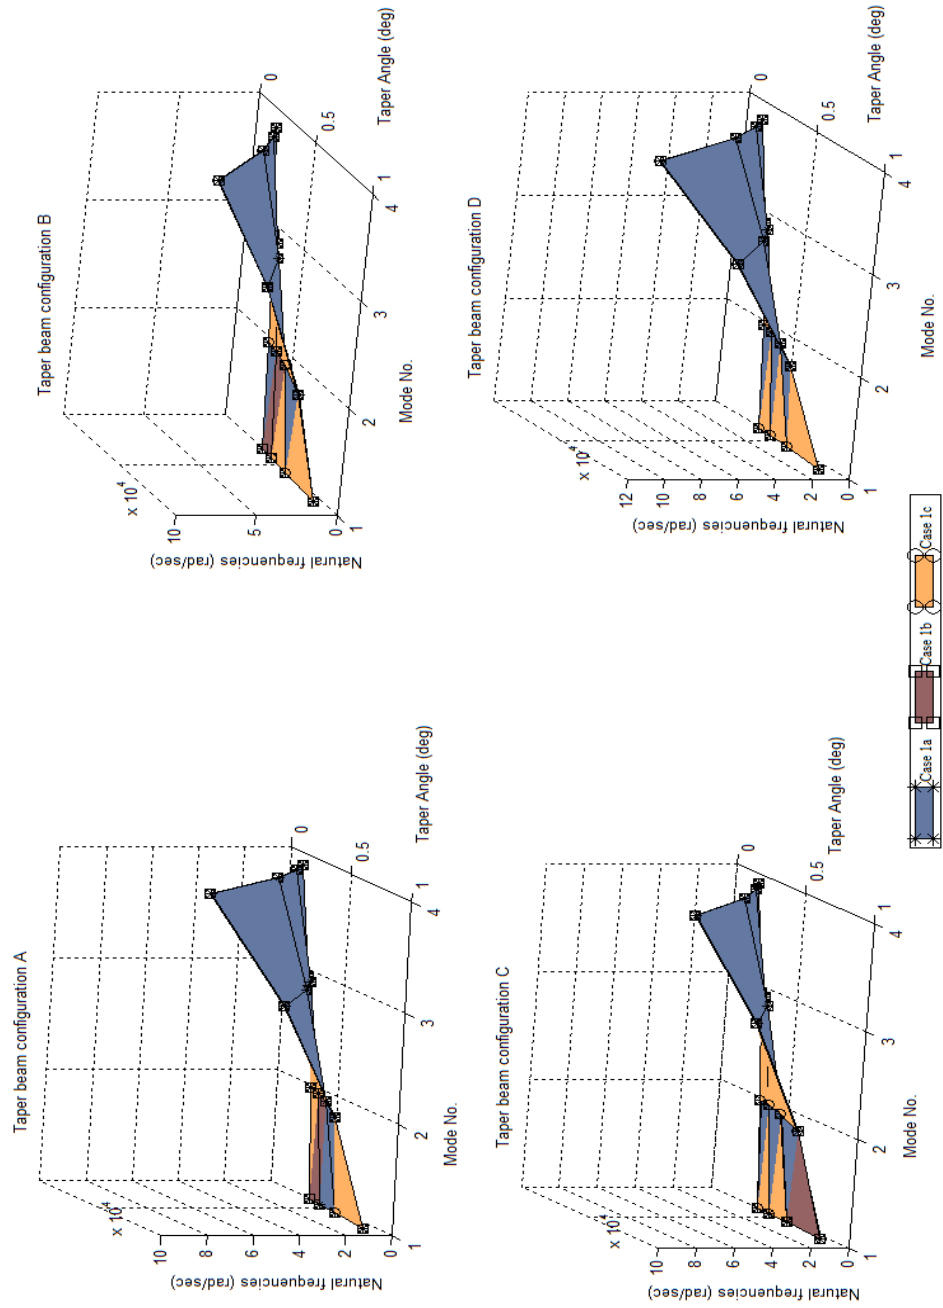 Taper beam configuration A
x 10^4
10
8
6
4
2
0
Natural frequencies (rad/sec)
1
2
3
4
Mode No.
0
0.5
1
Taper Angle (deg)
Taper beam configuration B
x 10^4
10
5
0
Natural frequencies (rad/sec)
1
2
3
4
Mode No.
0
0.5
1
Taper Angle (deg)
Taper beam configuration C
x 10^4
10
8
6
4
2
0
Natural frequencies (rad/sec)
1
2
3
4
Mode No.
0
0.5
1
Taper Angle (deg)
Taper beam configuration D
x 10^4
12
10
8
6
4
2
0
Natural frequencies (rad/sec)
1
2
3
4
Mode No.
0
0.5
1
Taper Angle (deg)
Case 1a
Case 1b
Case 1c